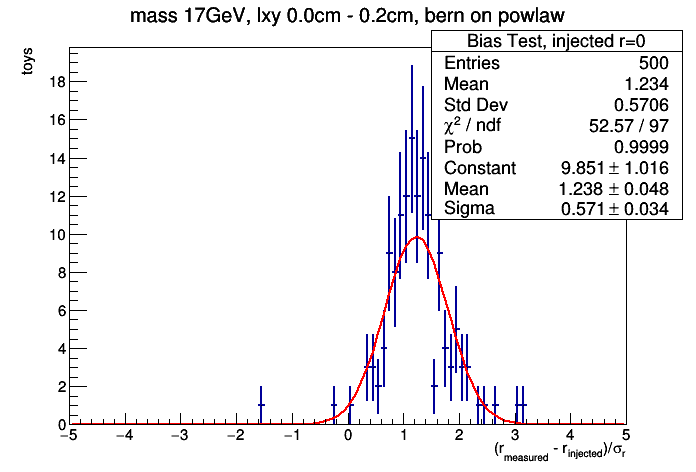 mass 17GeV, lxy 0.0cm - 0.2cm, bern on powlaw
toys
Bias Test, injected r=0
Entries 500
Mean 1.234
Std Dev 0.5706
χ² / ndf 52.57 / 97
Prob 0.9999
Constant 9.851 ± 1.016
Mean 1.238 ± 0.048
Sigma 0.571 ± 0.034
18
16
14
12
10
8
6
4
2
0
−5 −4 −3 −2 −1 0 1 2 3 4 5
(r_measured - r_injected)/σ_r